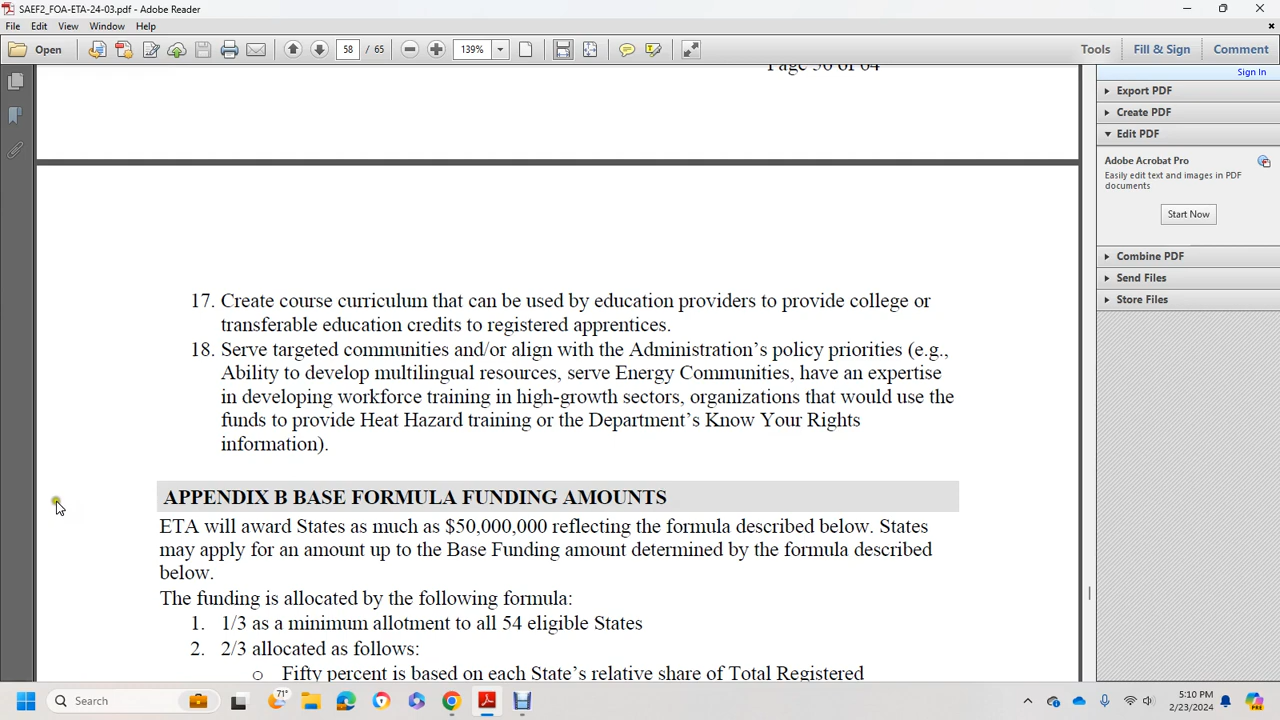 SAEF2_FOA-ETA-24-03.pdf - Adobe Reader
File Edit View Window Help
Open 58 / 65 139% Tools Fill & Sign Comment
Sign In
Page 56 of 64
Export PDF
Create PDF
Edit PDF
Adobe Acrobat Pro
Easily edit text and images in PDF
documents
Start Now
Combine PDF
Send Files
Store Files
17. Create course curriculum that can be used by education providers to provide college or
transferable education credits to registered apprentices.
18. Serve targeted communities and/or align with the Administration's policy priorities (e.g.,
Ability to develop multilingual resources, serve Energy Communities, have an expertise
in developing workforce training in high-growth sectors, organizations that would use the
funds to provide Heat Hazard training or the Department's Know Your Rights
information).
APPENDIX B BASE FORMULA FUNDING AMOUNTS
ETA will award States as much as $50,000,000 reflecting the formula described below. States
may apply for an amount up to the Base Funding amount determined by the formula described
below.
The funding is allocated by the following formula:
1. 1/3 as a minimum allotment to all 54 eligible States
2. 2/3 allocated as follows:
o Fifty percent is based on each State's relative share of Total Registered
Search 71° 5:10 PM
2/23/2024